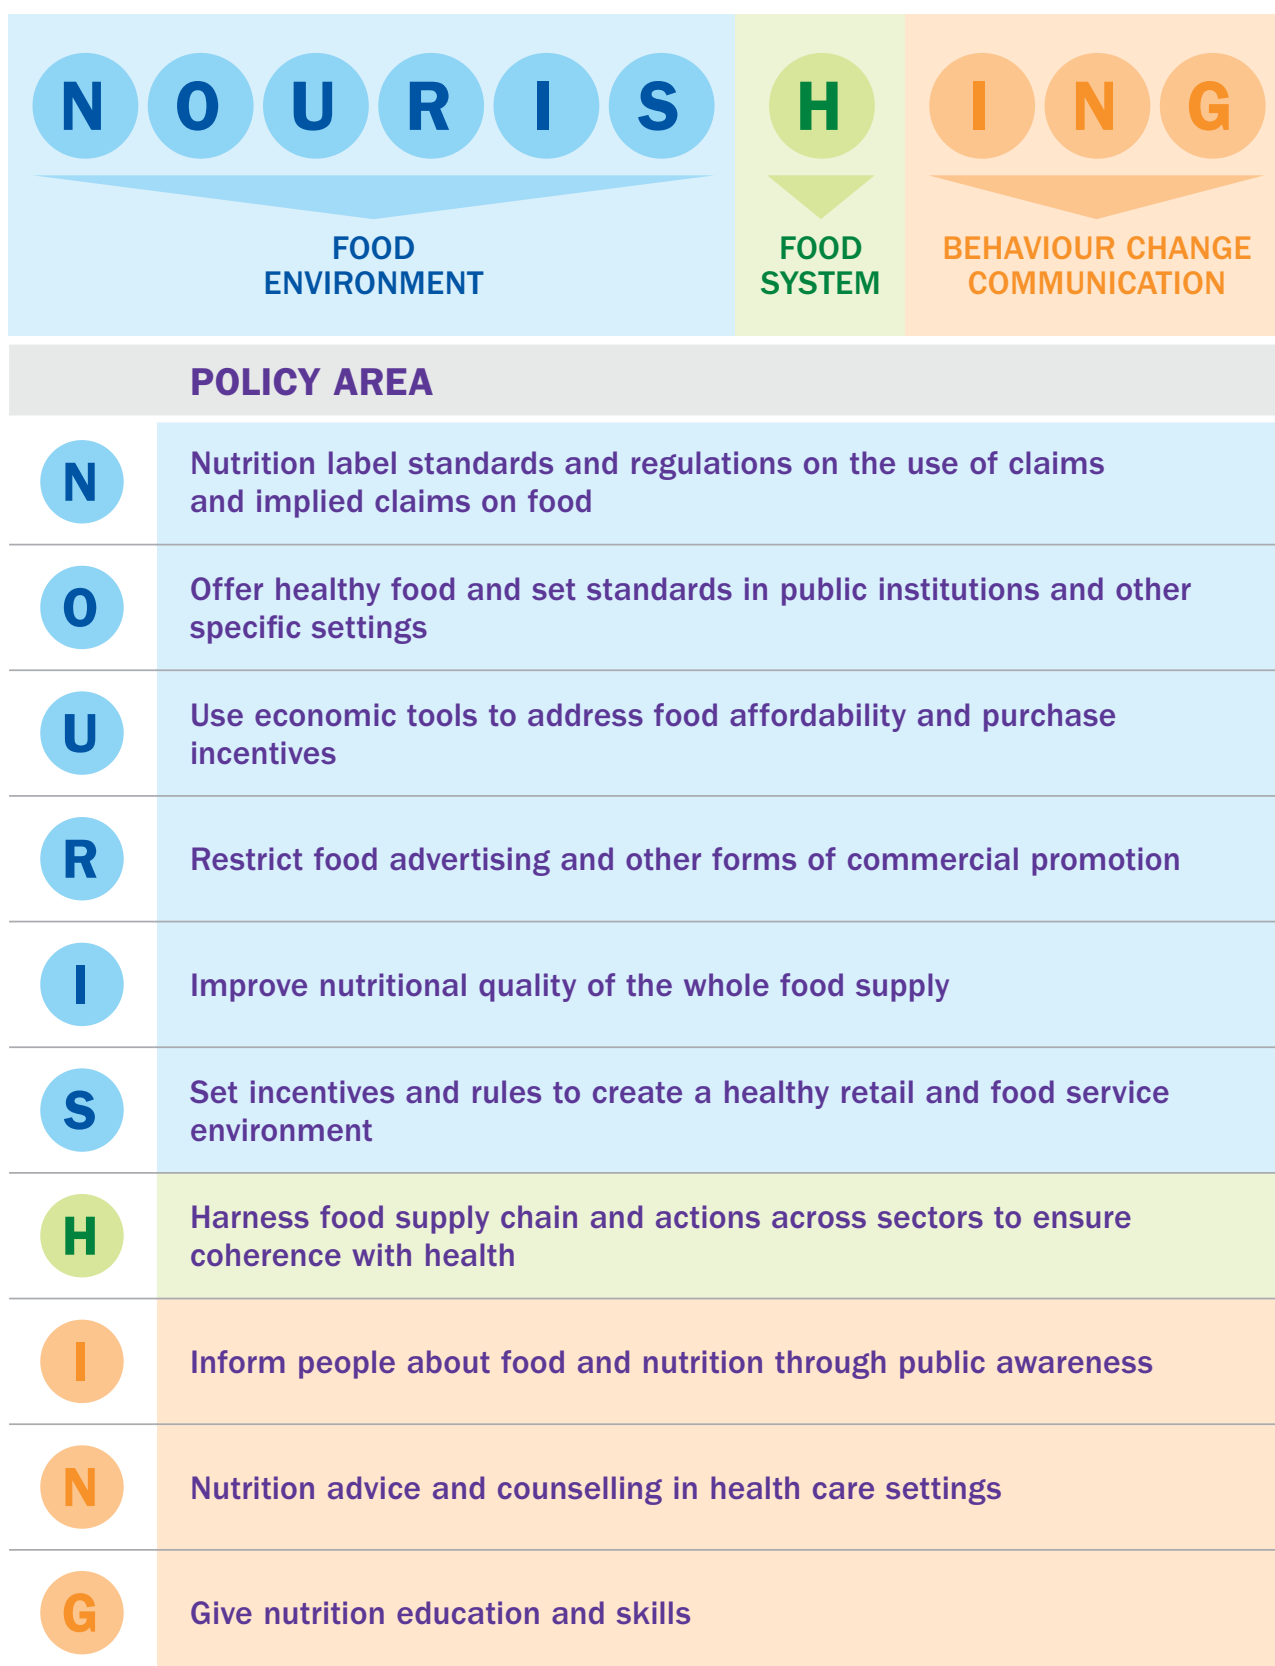 N O U R I S H I N G
FOOD
ENVIRONMENT
FOOD
SYSTEM
BEHAVIOUR CHANGE
COMMUNICATION
POLICY AREA
N
Nutrition label standards and regulations on the use of claims
and implied claims on food
O
Offer healthy food and set standards in public institutions and other
specific settings
U
Use economic tools to address food affordability and purchase
incentives
R
Restrict food advertising and other forms of commercial promotion
I
Improve nutritional quality of the whole food supply
S
Set incentives and rules to create a healthy retail and food service
environment
H
Harness food supply chain and actions across sectors to ensure
coherence with health
I
Inform people about food and nutrition through public awareness
N
Nutrition advice and counselling in health care settings
G
Give nutrition education and skills